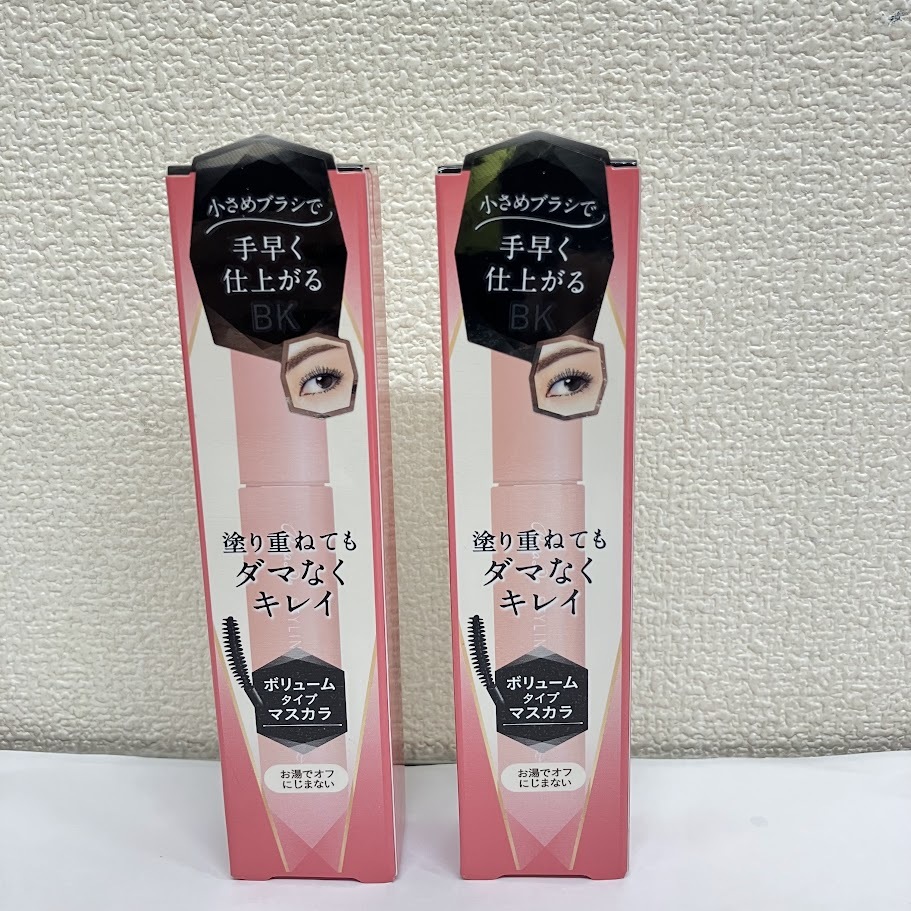 小さめブラシで
手早く
仕上がる
BK
塗り重ねても
ダマなく
キレイ
ボリューム
タイプ
マスカラ
お湯でオフ
にじまない
小さめブラシで
手早く
仕上がる
BK
塗り重ねても
ダマなく
キレイ
ボリューム
タイプ
マスカラ
お湯でオフ
にじまない